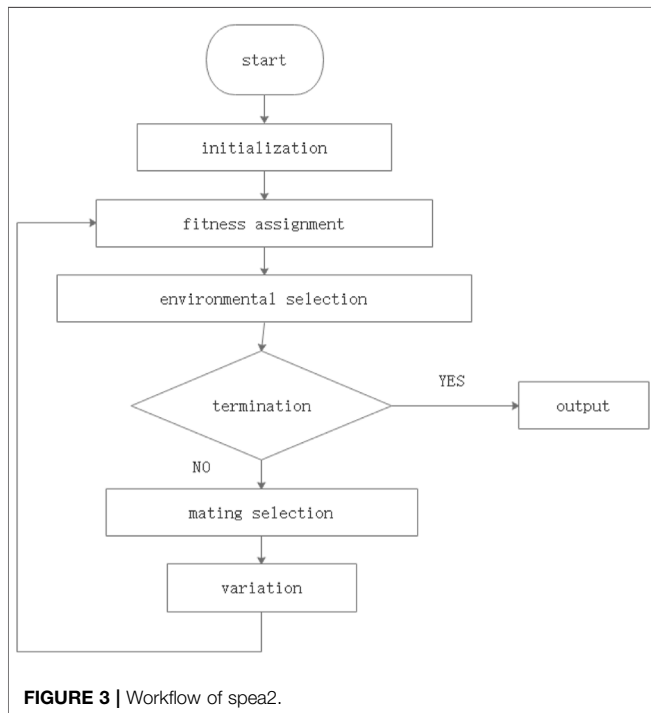 start
initialization
fitness assignment
environmental selection
termination
YES
output
NO
mating selection
variation
FIGURE 3 | Workflow of spea2.